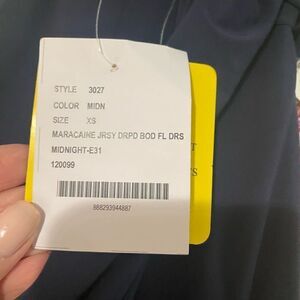 STYLE 3027
COLOR MIDN
SIZE XS
MARACAINE JRSY DRPD BOD FL DRS
MIDNIGHT-E31
120099
888293944887